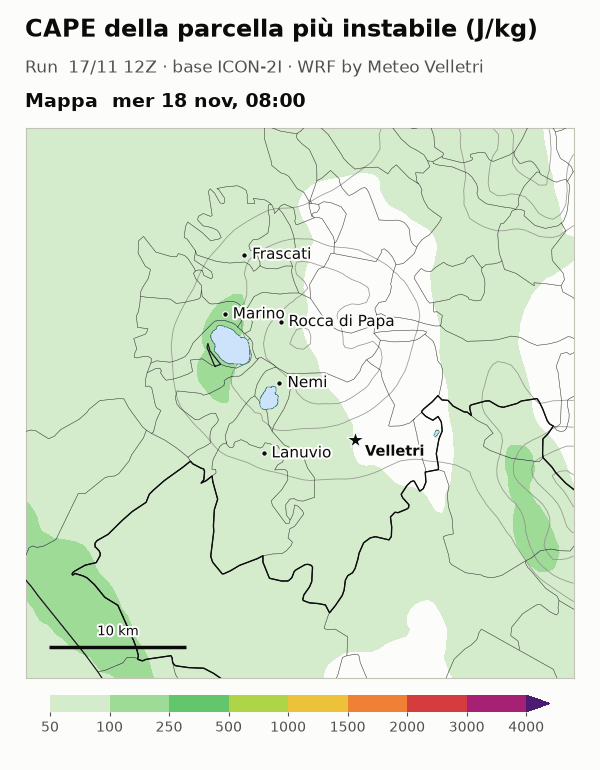 CAPE della parcella più instabile (J/kg)
Run  17/11 12Z · base ICON-2I · WRF by Meteo Velletri
Mappa  mer 18 nov, 08:00
Frascati
Marino
Rocca di Papa
Nemi
Velletri
Lanuvio
10 km
50 100 250 500 1000 1500 2000 3000 4000